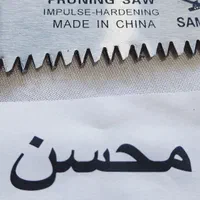 PRUNING SAW
IMPULSE-HARDENING
MADE IN CHINA
محسن